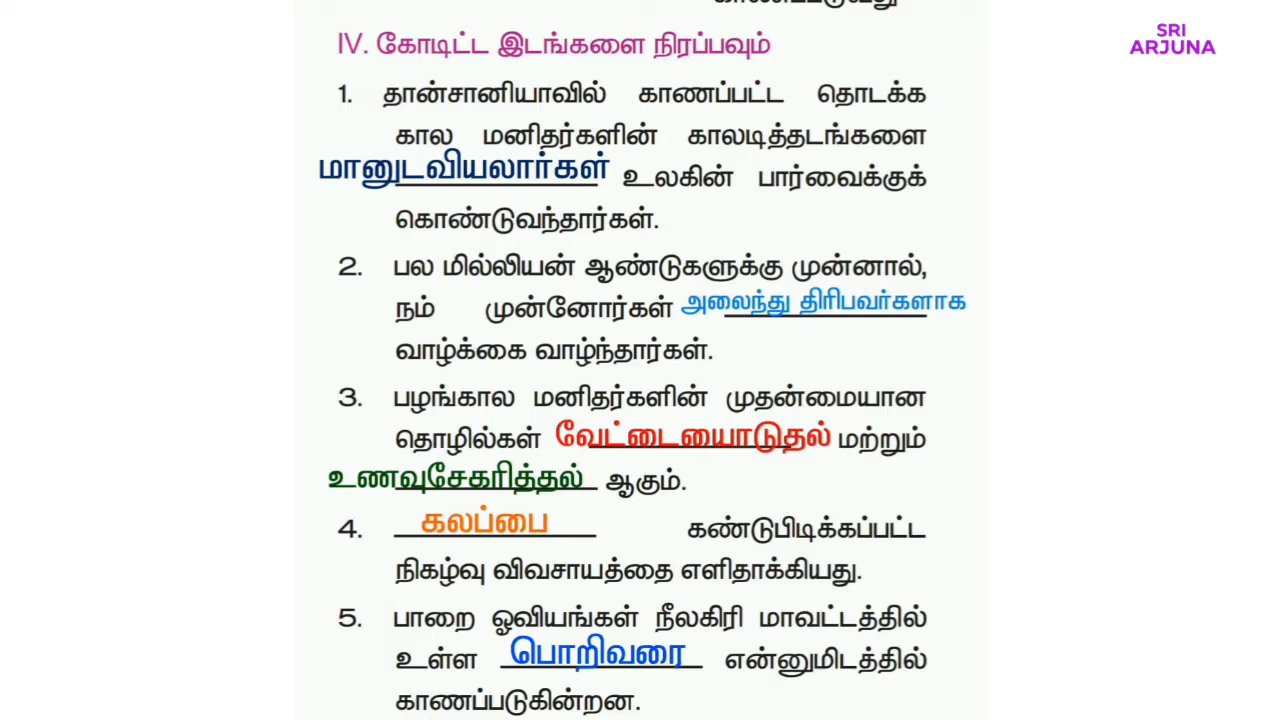 SRI
ARJUNA
IV. கோடிட்ட இடங்களை நிரப்பவும்
1. தான்சானியாவில் காணப்பட்ட தொடக்க
கால மனிதர்களின் காலடித்தடங்களை
மானுடவியலார்கள் உலகின் பார்வைக்குக்
கொண்டுவந்தார்கள்.
2. பல மில்லியன் ஆண்டுகளுக்கு முன்னால்,
நம் முன்னோர்கள் அலைந்து திரிபவர்களாக
வாழ்க்கை வாழ்ந்தார்கள்.
3. பழங்கால மனிதர்களின் முதன்மையான
தொழில்கள் வேட்டையாடுதல் மற்றும்
உணவுசேகரித்தல் ஆகும்.
4. கலப்பை கண்டுபிடிக்கப்பட்ட
நிகழ்வு விவசாயத்தை எளிதாக்கியது.
5. பாறை ஓவியங்கள் நீலகிரி மாவட்டத்தில்
உள்ள பொறிவரை என்னுமிடத்தில்
காணப்படுகின்றன.